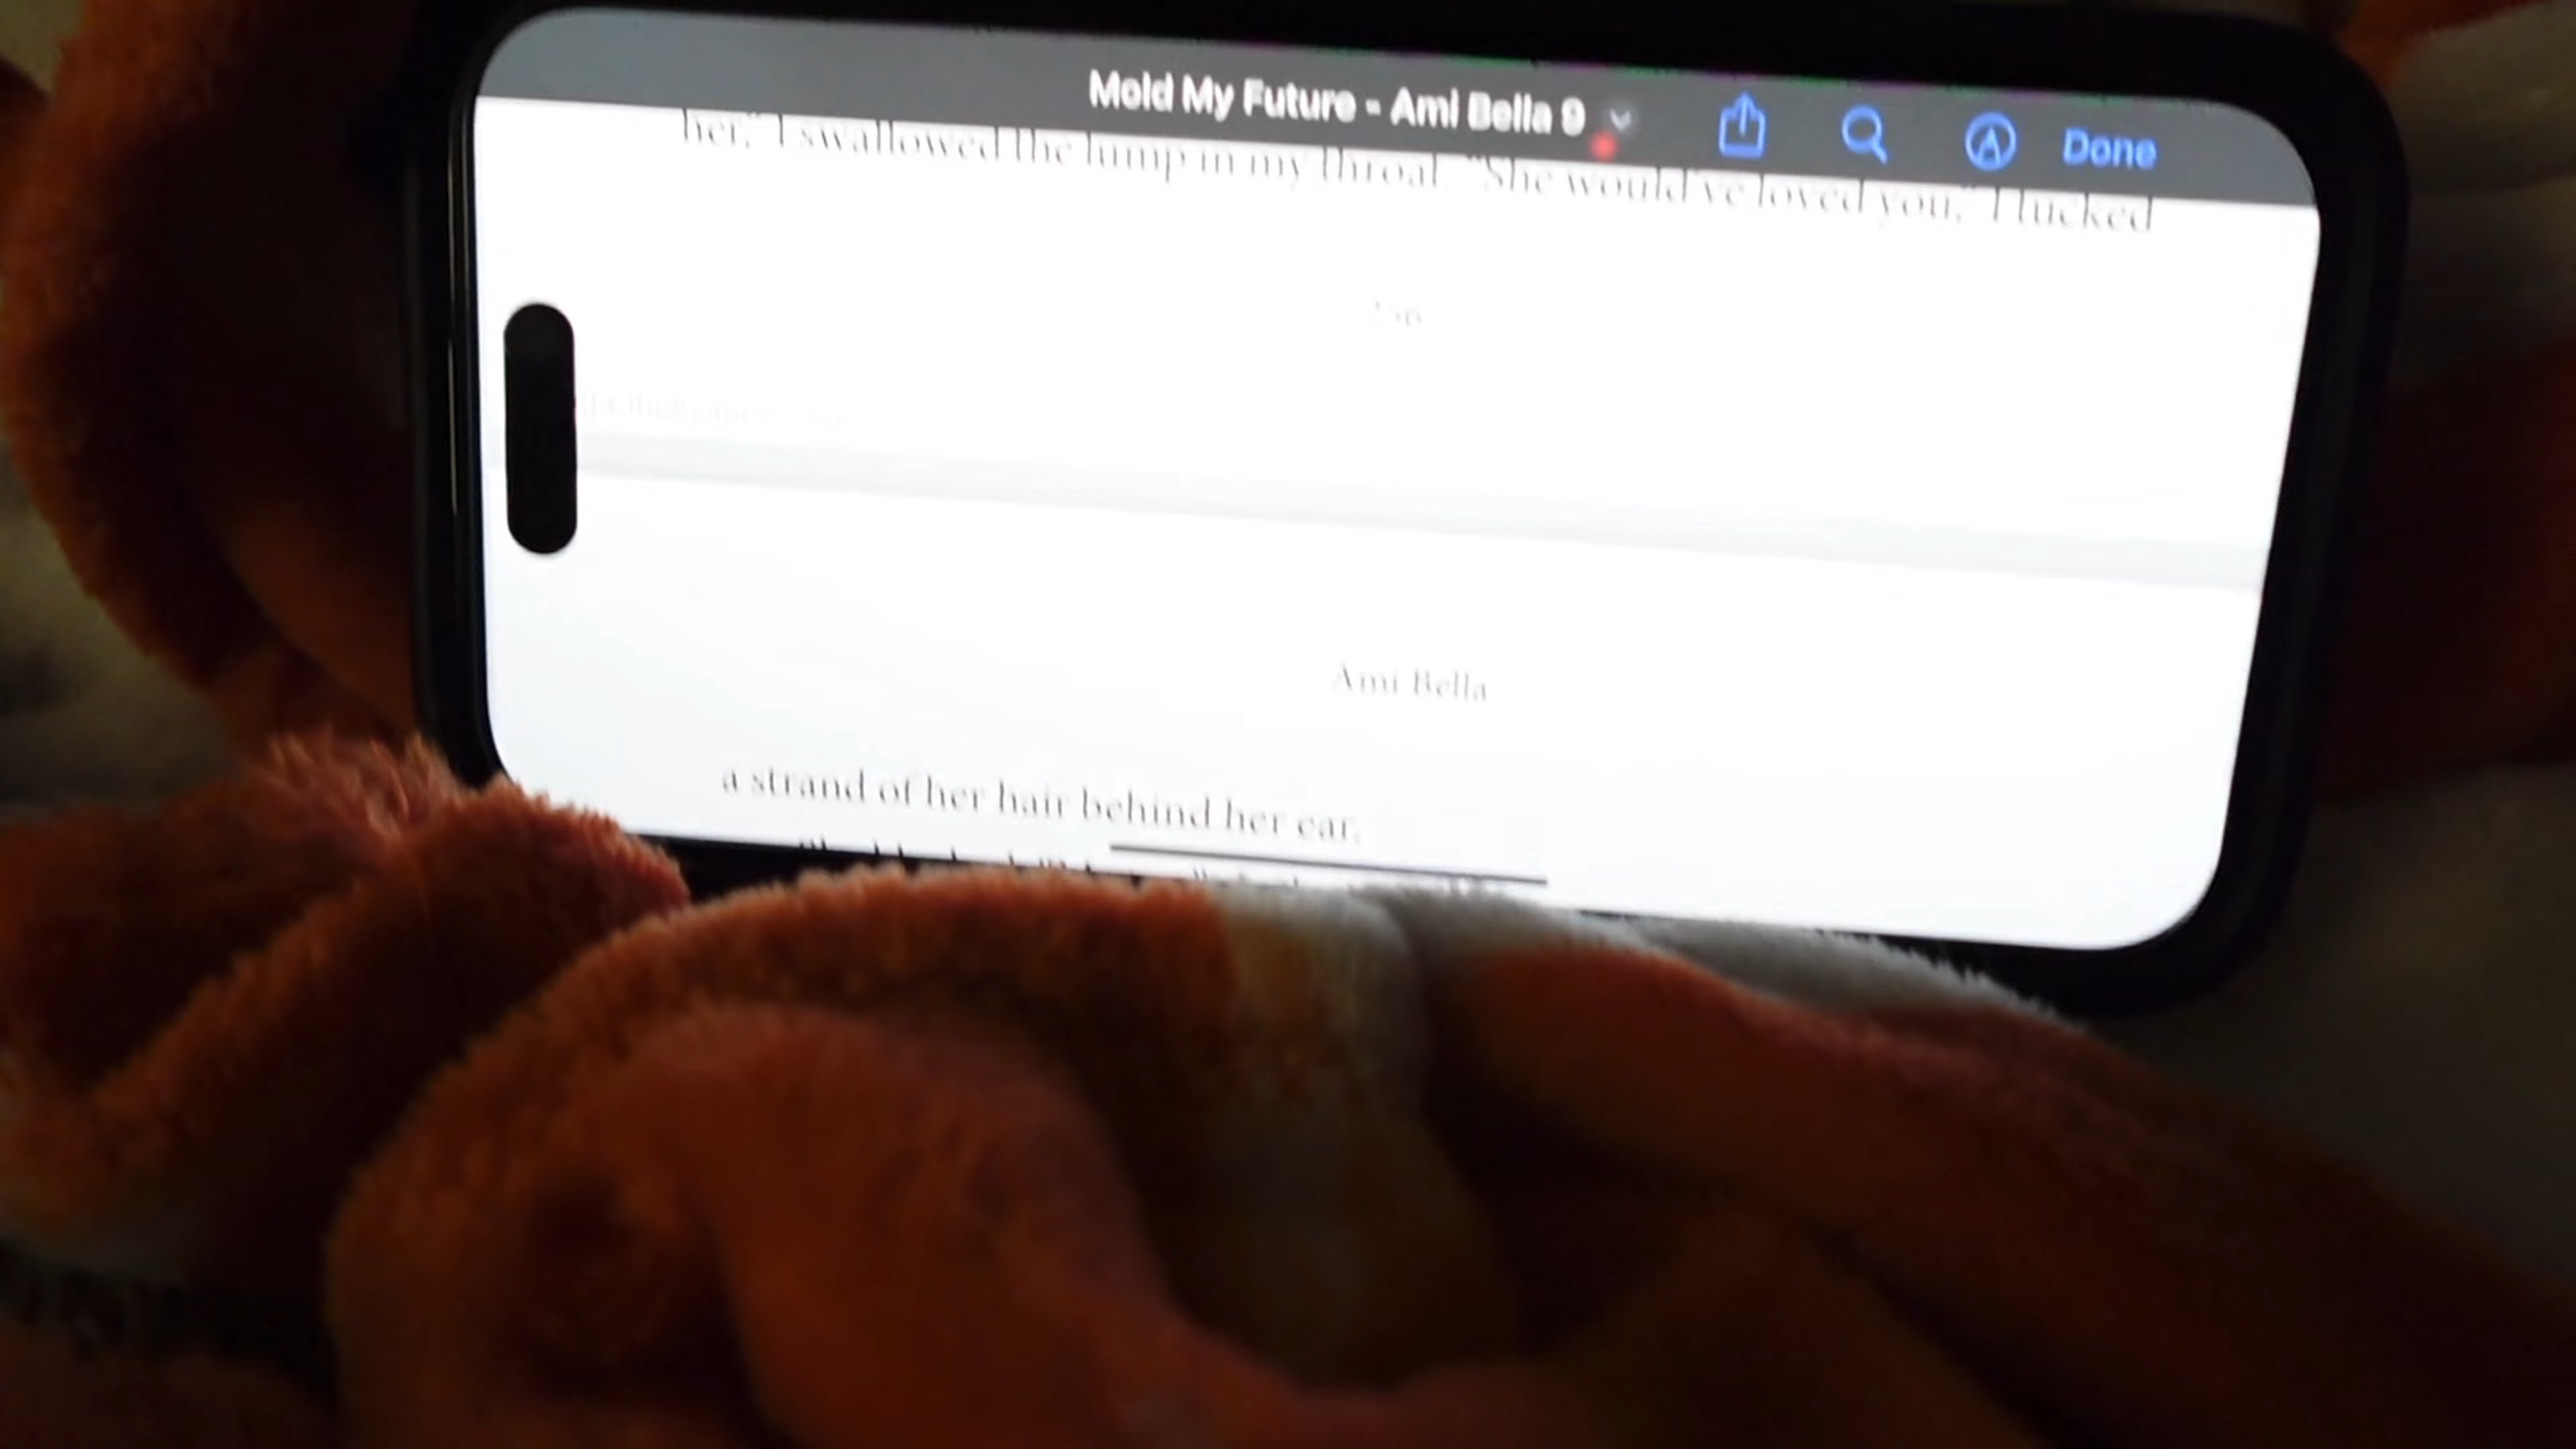 Mold My Future - Ami Bella 9
Done
her," I swallowed the lump in my throat. "She would've loved you," I tucked
256
Ami Bella
a strand of her hair behind her ear.